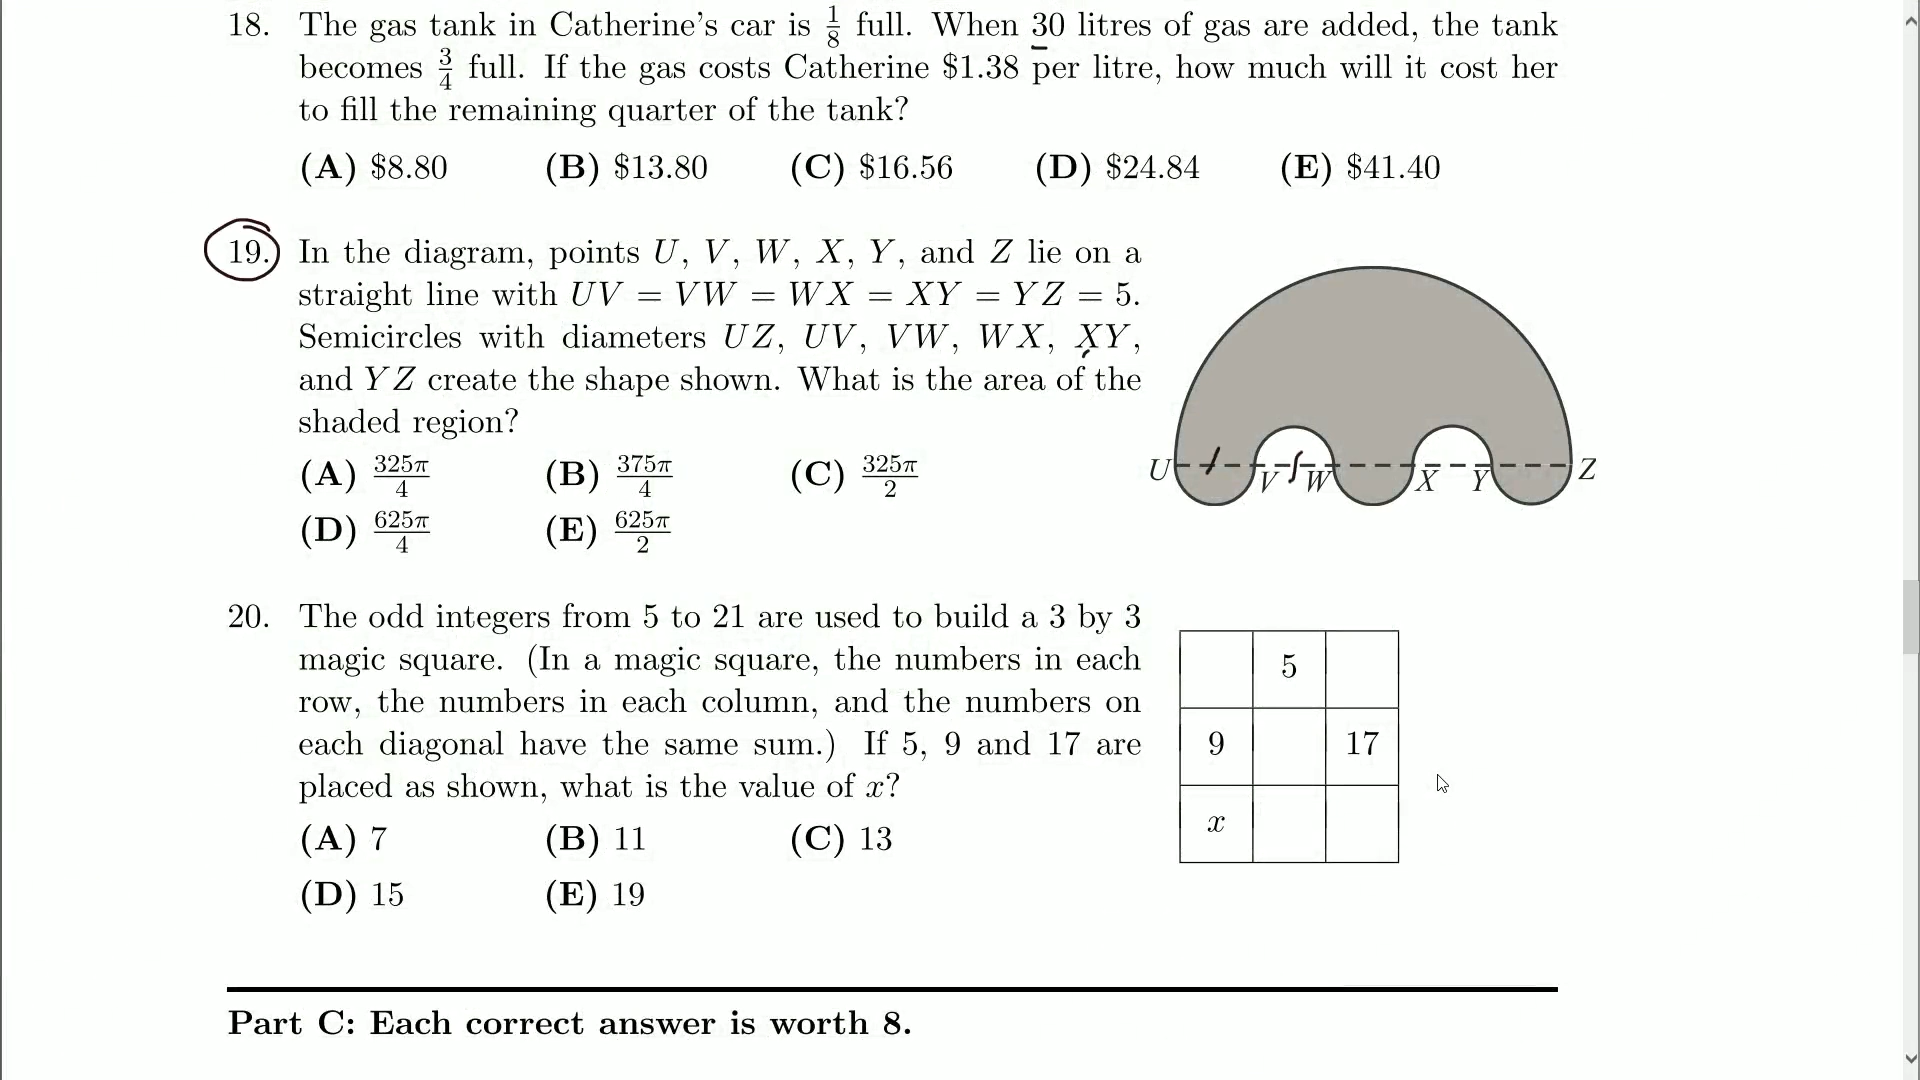 18. The gas tank in Catherine's car is 1/8 full. When 30 litres of gas are added, the tank
becomes 3/4 full. If the gas costs Catherine $1.38 per litre, how much will it cost her
to fill the remaining quarter of the tank?
(A) $8.80 (B) $13.80 (C) $16.56 (D) $24.84 (E) $41.40
19. In the diagram, points U, V, W, X, Y, and Z lie on a
straight line with UV = VW = WX = XY = YZ = 5.
Semicircles with diameters UZ, UV, VW, WX, XY,
and YZ create the shape shown. What is the area of the
shaded region?
(A) 325π/4 (B) 375π/4 (C) 325π/2
(D) 625π/4 (E) 625π/2
U V W X Y Z
20. The odd integers from 5 to 21 are used to build a 3 by 3
magic square. (In a magic square, the numbers in each
row, the numbers in each column, and the numbers on
each diagonal have the same sum.) If 5, 9 and 17 are
placed as shown, what is the value of x?
(A) 7 (B) 11 (C) 13
(D) 15 (E) 19
5
9 17
x
Part C: Each correct answer is worth 8.